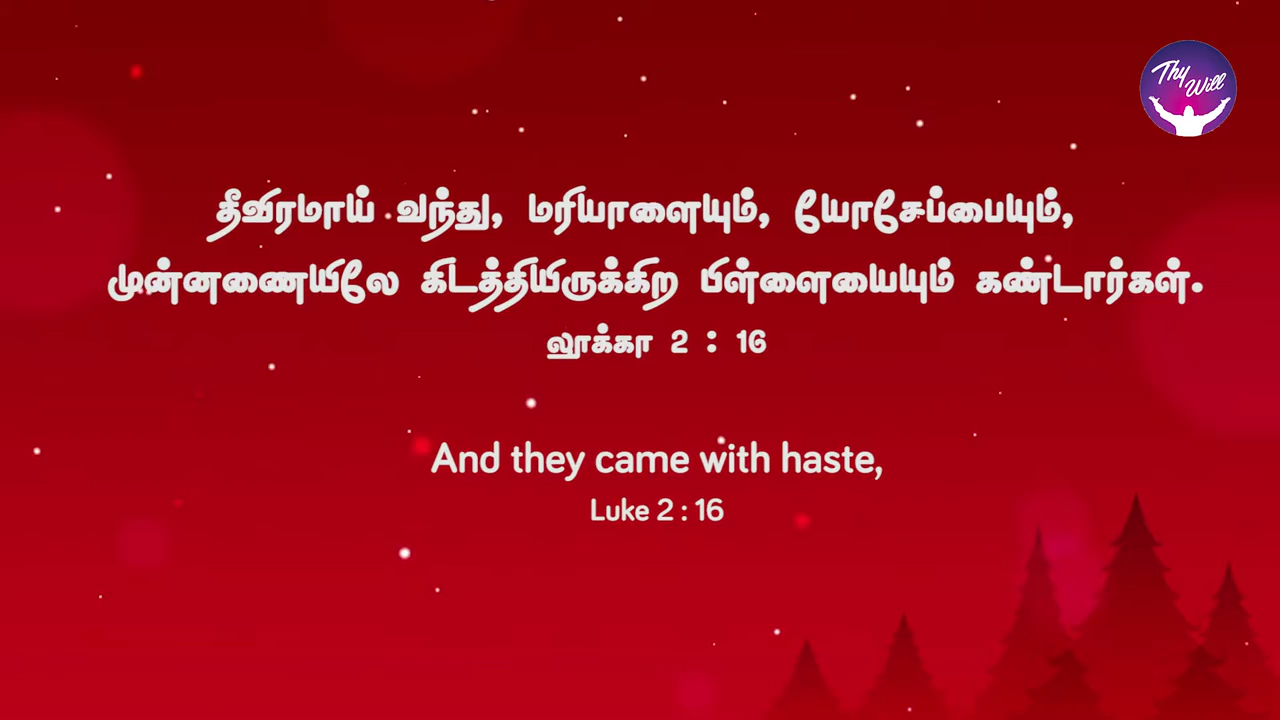 Thy Will
தீவிரமாய் வந்து, மரியாளையும், யோசேப்பையும்,
முன்னணையிலே கிடத்தியிருக்கிற பிள்ளையையும் கண்டார்கள்.
லூக்கா 2 : 16
And they came with haste,
Luke 2 : 16